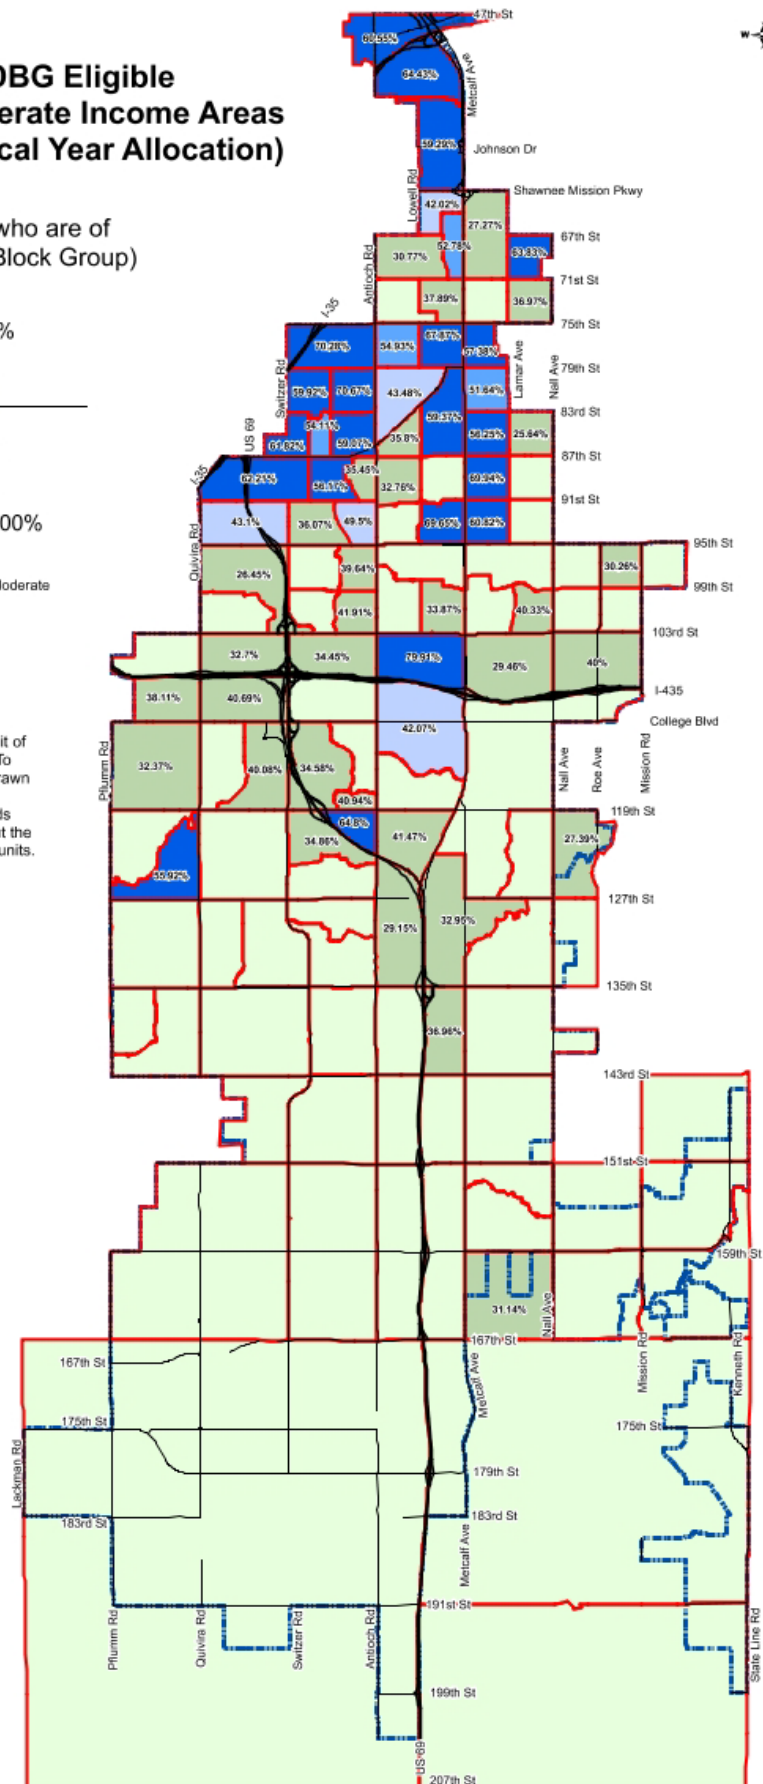 47th St
W
DBG Eligible
60.55%
64.43%
Metcalf Ave
erate Income Areas
cal Year Allocation)
59.29%
Johnson Dr
Lowell Rd
Shawnee Mission Pkwy
42.02%
27.27%
who are of
67th St
Block Group)
52.78%
63.83%
30.77%
Antioch Rd
71st St
37.89%
36.97%
I-35
75th St
%
70.28%
54.93%
67.87%
57.38%
79th St
Switzer Rd
Lamar Ave
Nall Ave
59.92%
70.67%
43.48%
51.64%
83rd St
54.11%
59.37%
61.82%
59.07%
35.8%
56.25%
25.64%
US 69
87th St
I-35
35.45%
62.21%
32.76%
69.94%
91st St
00%
43.1%
36.07%
49.5%
60.82%
Quivira Rd
95th St
39.64%
30.26%
26.45%
loderate
99th St
41.91%
33.87%
40.33%
103rd St
32.7%
34.45%
79.91%
29.46%
40%
I-435
38.11%
40.69%
College Blvd
42.07%
it of
To
Pflumm Rd
32.37%
40.08%
34.58%
Nall Ave
Roe Ave
Mission Rd
rawn
40.94%
ds
119th St
64.8%
ut the
34.86%
41.47%
27.39%
units.
55.92%
127th St
29.15%
32.95%
135th St
36.96%
143rd St
151st St
159th St
31.14%
Nall Ave
167th St
167th St
Metcalf Ave
Mission Rd
Kenneth Rd
175th St
175th St
Lackman Rd
179th St
183rd St
183rd St
Metcalf Ave
191st St
Pflumm Rd
Quivira Rd
Switzer Rd
Antioch Rd
State Line Rd
199th St
US 69
207th St